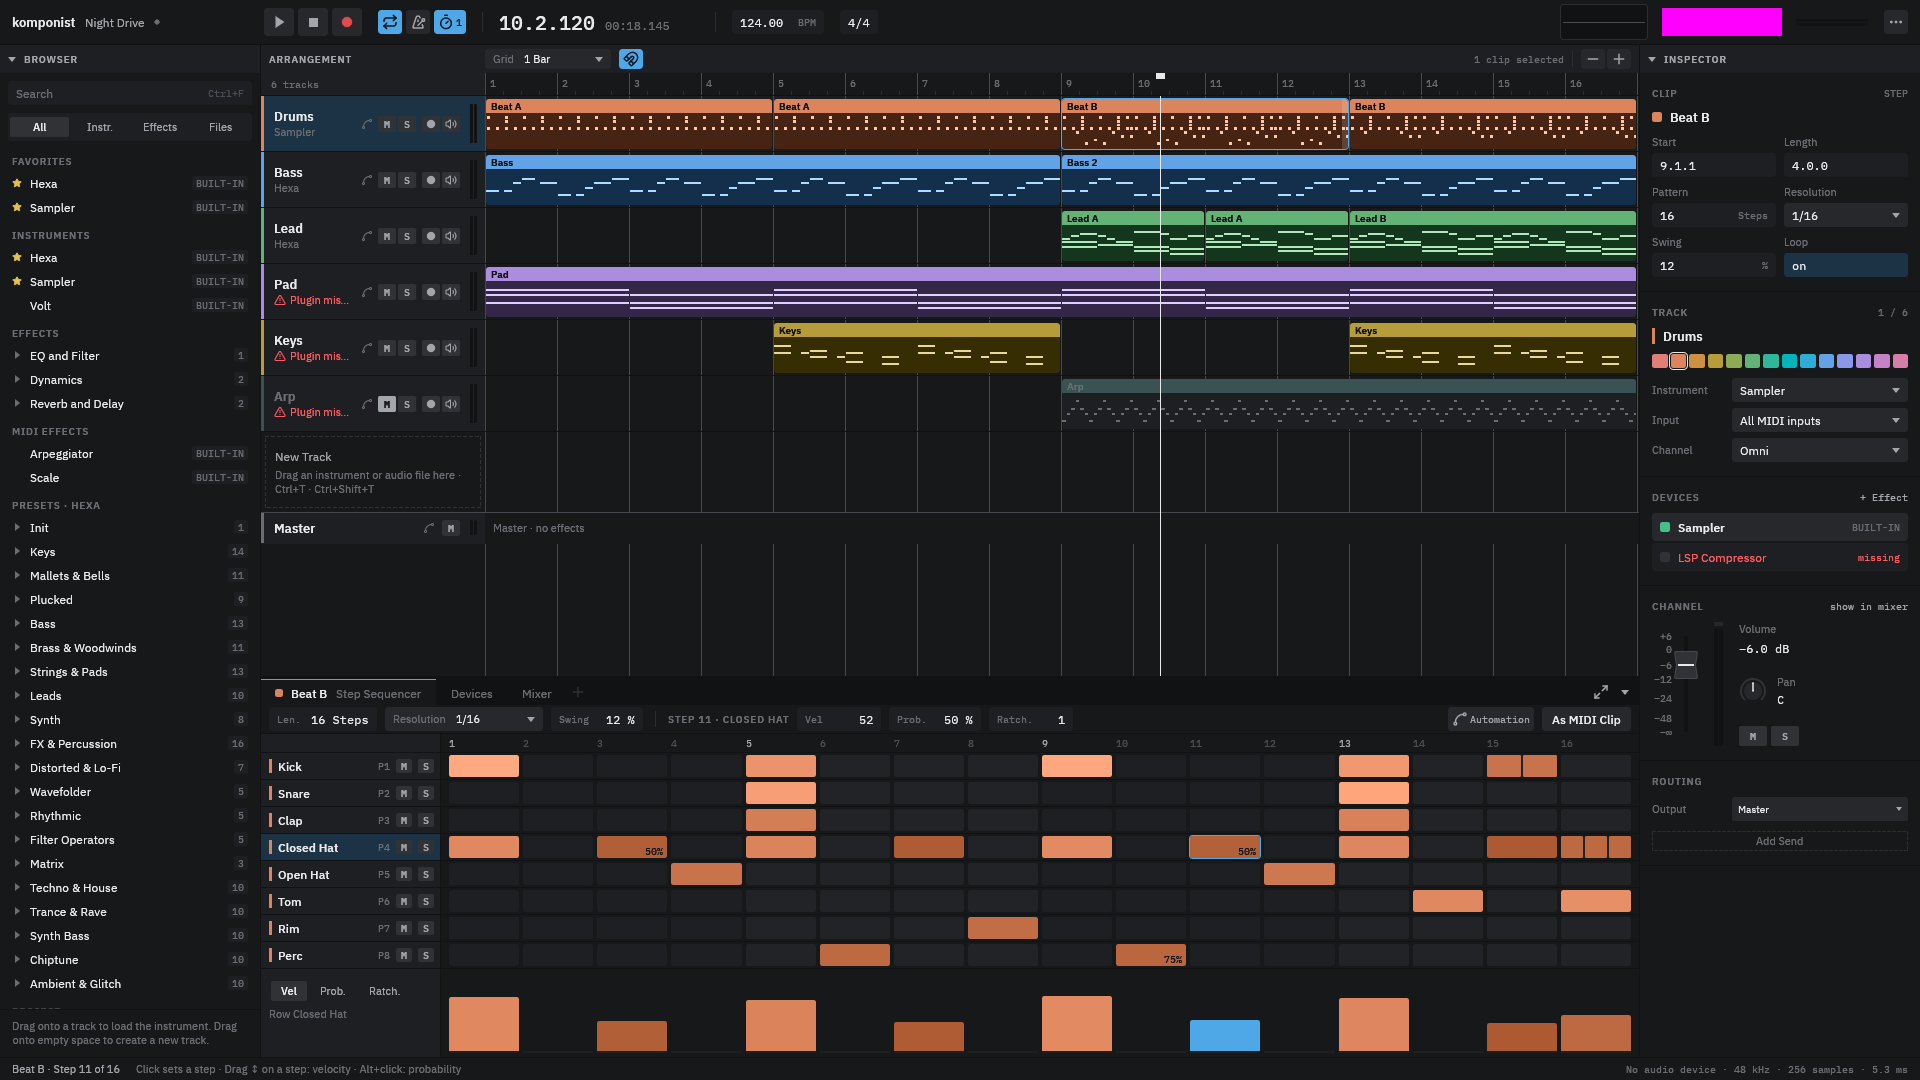 komponist Night Drive
1
10.2.120 00:18.145
124.00 BPM
4/4
BROWSER
Search Ctrl+F
All Instr. Effects Files
FAVORITES
Hexa BUILT-IN
Sampler BUILT-IN
INSTRUMENTS
Hexa BUILT-IN
Sampler BUILT-IN
Volt BUILT-IN
EFFECTS
EQ and Filter 1
Dynamics 2
Reverb and Delay 2
MIDI EFFECTS
Arpeggiator BUILT-IN
Scale BUILT-IN
PRESETS · HEXA
Init 1
Keys 14
Mallets & Bells 11
Plucked 9
Bass 13
Brass & Woodwinds 11
Strings & Pads 13
Leads 10
Synth 8
FX & Percussion 16
Distorted & Lo-Fi 7
Wavefolder 5
Rhythmic 5
Filter Operators 5
Matrix 3
Techno & House 10
Trance & Rave 10
Synth Bass 10
Chiptune 10
Ambient & Glitch 10
Drag onto a track to load the instrument. Drag
onto empty space to create a new track.
ARRANGEMENT
Grid 1 Bar
1 clip selected
6 tracks
1 2 3 4 5 6 7 8 9 10 11 12 13 14 15 16
Drums
Sampler
M S
Beat A Beat A Beat B Beat B
Bass
Hexa
M S
Bass Bass 2
Lead
Hexa
M S
Lead A Lead A Lead B
Pad
Plugin mis...
M S
Pad
Keys
Plugin mis...
M S
Keys Keys
Arp
Plugin mis...
M S
Arp
New Track
Drag an instrument or audio file here ·
Ctrl+T · Ctrl+Shift+T
Master M
Master · no effects
Beat B Step Sequencer Devices Mixer
Len. 16 Steps Resolution 1/16 Swing 12 % STEP 11 · CLOSED HAT Vel 52 Prob. 50 % Ratch. 1 Automation As MIDI Clip
1 2 3 4 5 6 7 8 9 10 11 12 13 14 15 16
Kick P1 M S
Snare P2 M S
Clap P3 M S
Closed Hat P4 M S 50% 50%
Open Hat P5 M S
Tom P6 M S
Rim P7 M S
Perc P8 M S 75%
Vel Prob. Ratch.
Row Closed Hat
INSPECTOR
CLIP STEP
Beat B
Start Length
9.1.1 4.0.0
Pattern Resolution
16 Steps 1/16
Swing Loop
12 % on
TRACK 1 / 6
Drums
Instrument Sampler
Input All MIDI inputs
Channel Omni
DEVICES + Effect
Sampler BUILT-IN
LSP Compressor missing
CHANNEL show in mixer
+6
0
−6
−12
−24
−48
−∞
Volume
−6.0 dB
Pan
C
M S
ROUTING
Output Master
Add Send
Beat B · Step 11 of 16 Click sets a step · Drag ↕ on a step: velocity · Alt+click: probability
No audio device · 48 kHz · 256 samples · 5.3 ms